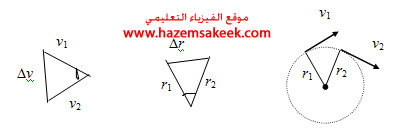 موقع الفيزياء التعليمي
www.hazemsakeek.com
v₁
Δv
v₂
Δr
r₁ r₂
v₁
v₂
r₁ r₂